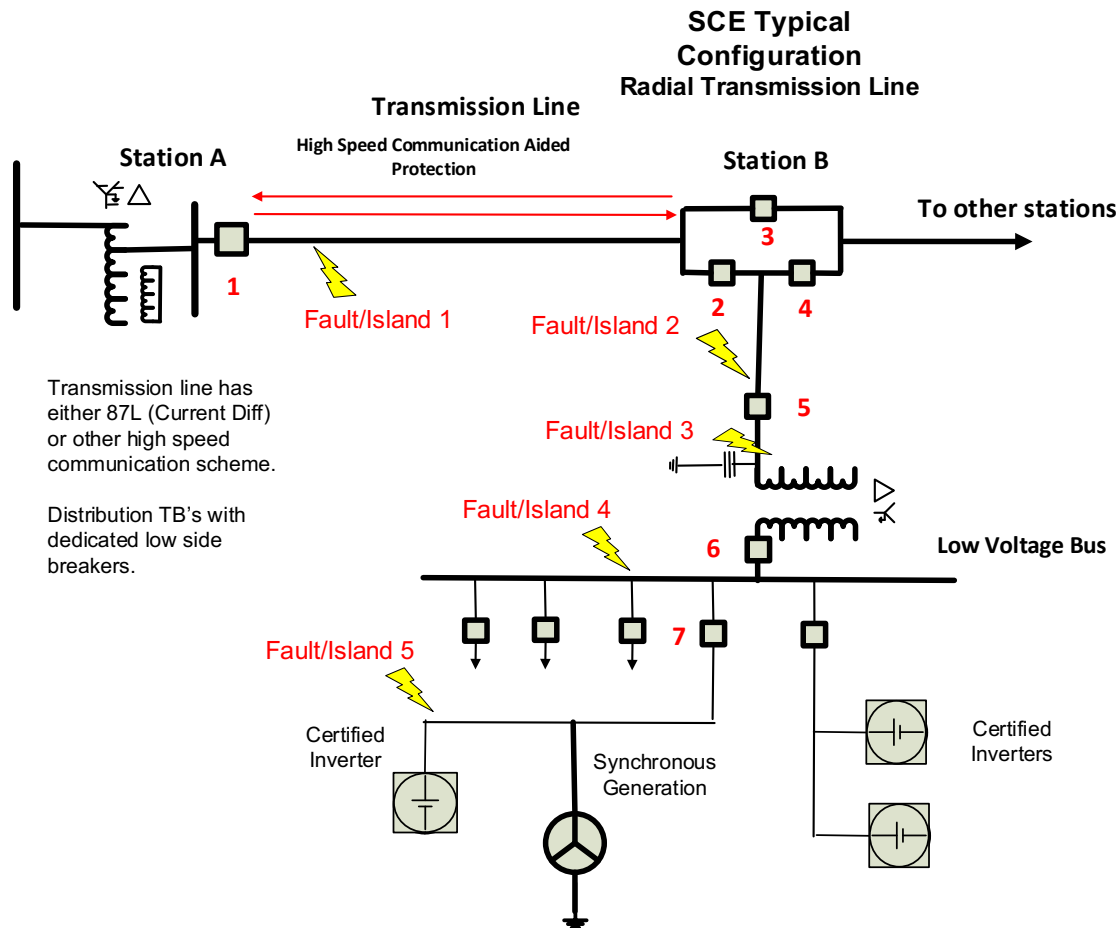 SCE Typical
Configuration
Radial Transmission Line
Transmission Line
High Speed Communication Aided
Protection
Station A
Station B
To other stations
1
2
3
4
Fault/Island 1
Fault/Island 2
5
Transmission line has
either 87L (Current Diff)
or other high speed
communication scheme.
Distribution TB's with
dedicated low side
breakers.
Fault/Island 3
Fault/Island 4
6
Low Voltage Bus
7
Fault/Island 5
Certified
Inverter
Synchronous
Generation
Certified
Inverters